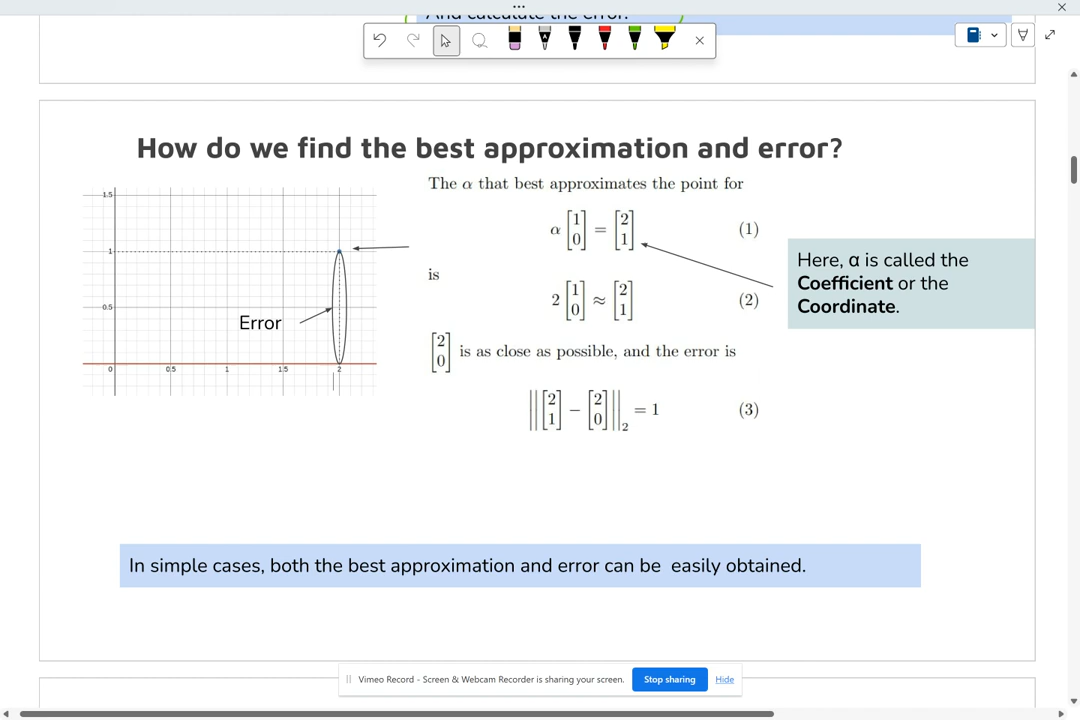 And calculate the error.
How do we find the best approximation and error?
The α that best approximates the point for
α [1 0] = [2 1] (1)
is
2 [1 0] ≈ [2 1] (2)
[2 0] is as close as possible, and the error is
||[2 1] − [2 0]||₂ = 1 (3)
1.5
1
0.5
0 0.5 1 1.5 2
Error
Here, α is called the
Coefficient or the
Coordinate.
In simple cases, both the best approximation and error can be easily obtained.
Vimeo Record - Screen & Webcam Recorder is sharing your screen. Stop sharing Hide